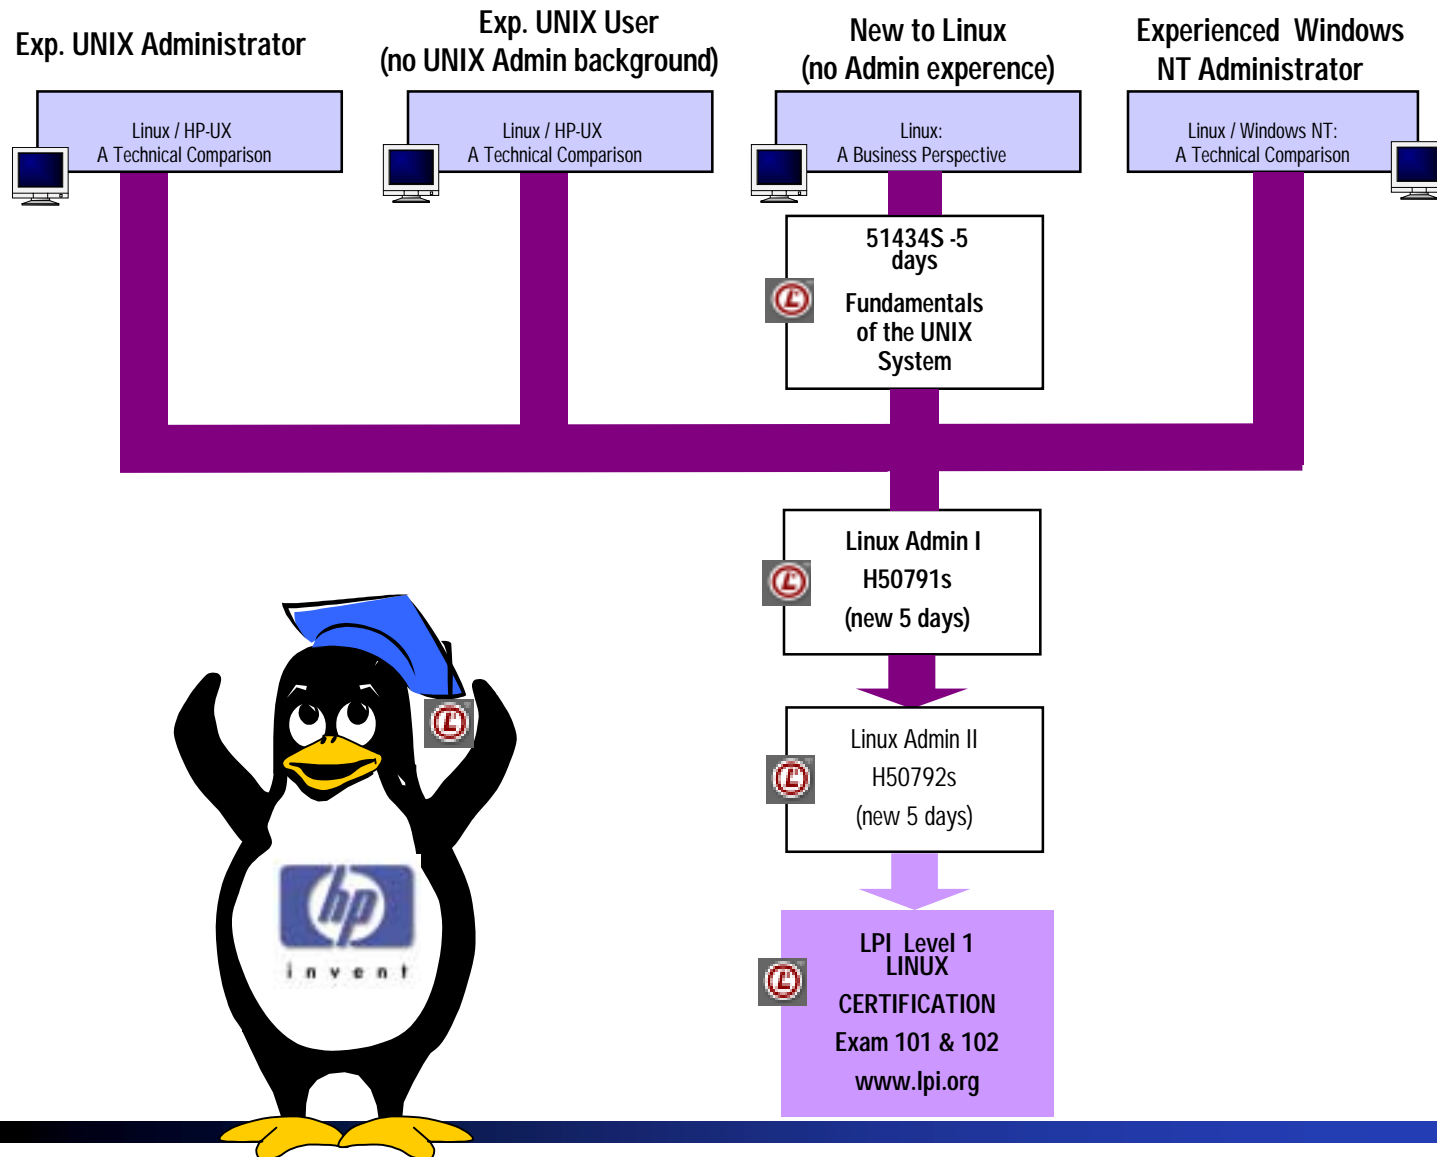 Exp. UNIX Administrator
Exp. UNIX User
(no UNIX Admin background)
New to Linux
(no Admin experence)
Experienced Windows
NT Administrator
Linux / HP-UX
A Technical Comparison
Linux / HP-UX
A Technical Comparison
Linux:
A Business Perspective
Linux / Windows NT:
A Technical Comparison
51434S -5
days
Fundamentals
of the UNIX
System
Linux Admin I
H50791s
(new 5 days)
Linux Admin II
H50792s
(new 5 days)
LPI Level 1
LINUX
CERTIFICATION
Exam 101 & 102
www.lpi.org
hp
invent